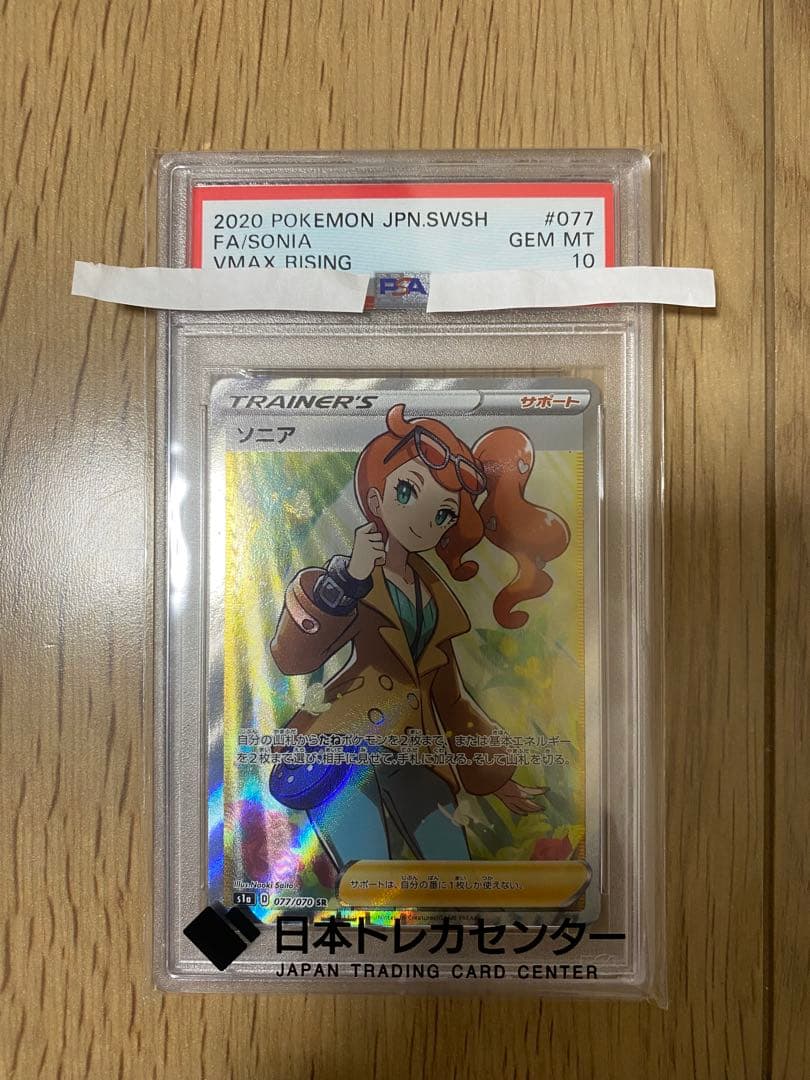 2020 POKEMON JPN.SWSH #077
FA/SONIA GEM MT
VMAX RISING 10
PSA
TRAINER'S サポート
ソニア
自分の山札からたねポケモンを2枚まで、または基本エネルギー
を2枚まで選び、相手に見せて、手札に加える。そして山札を切る。
サポートは、自分の番に1枚しか使えない。
Illus. Naoki Saito
s1a D 077/070 SR
日本トレカセンター
JAPAN TRADING CARD CENTER